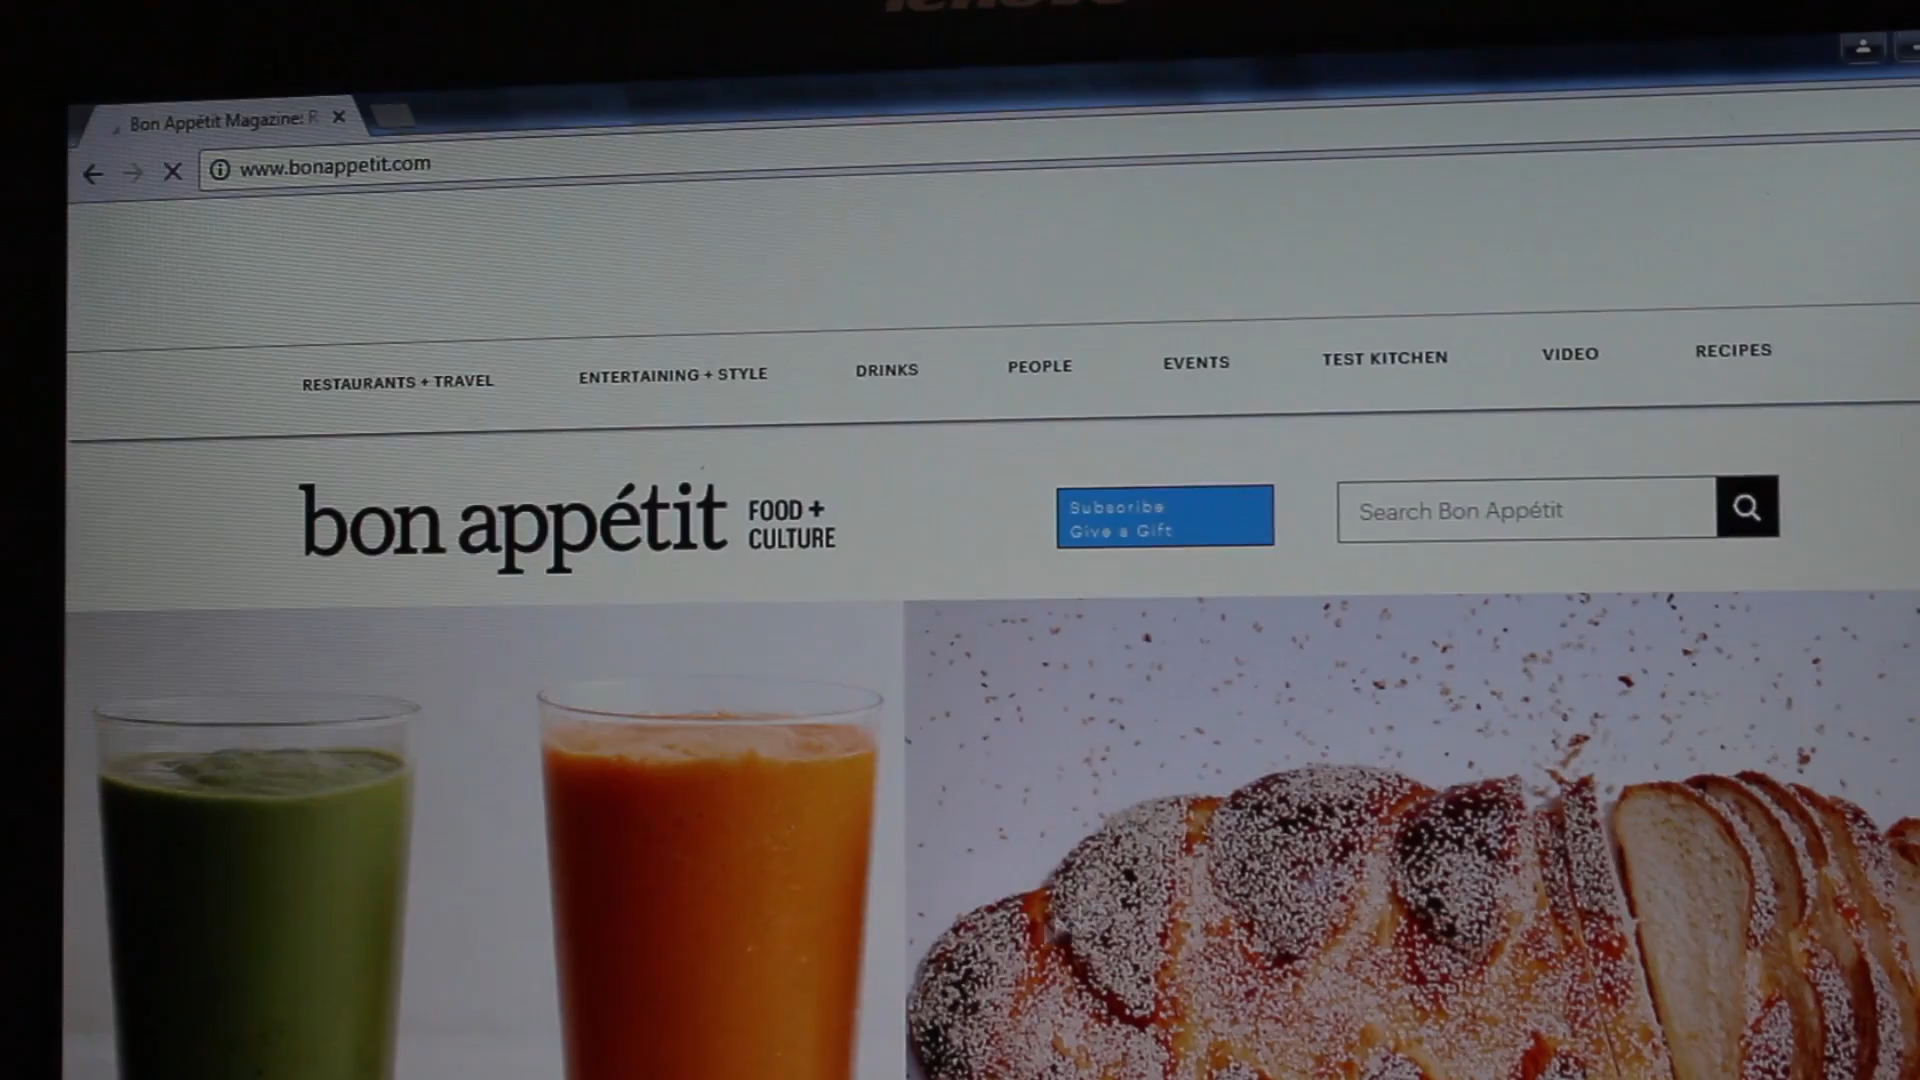 lenovo
Bon Appétit Magazine: R
www.bonappetit.com
RESTAURANTS + TRAVEL
ENTERTAINING + STYLE
DRINKS
PEOPLE
EVENTS
TEST KITCHEN
VIDEO
RECIPES
bon appétit
FOOD +
CULTURE
Subscribe
Give a Gift
Search Bon Appétit